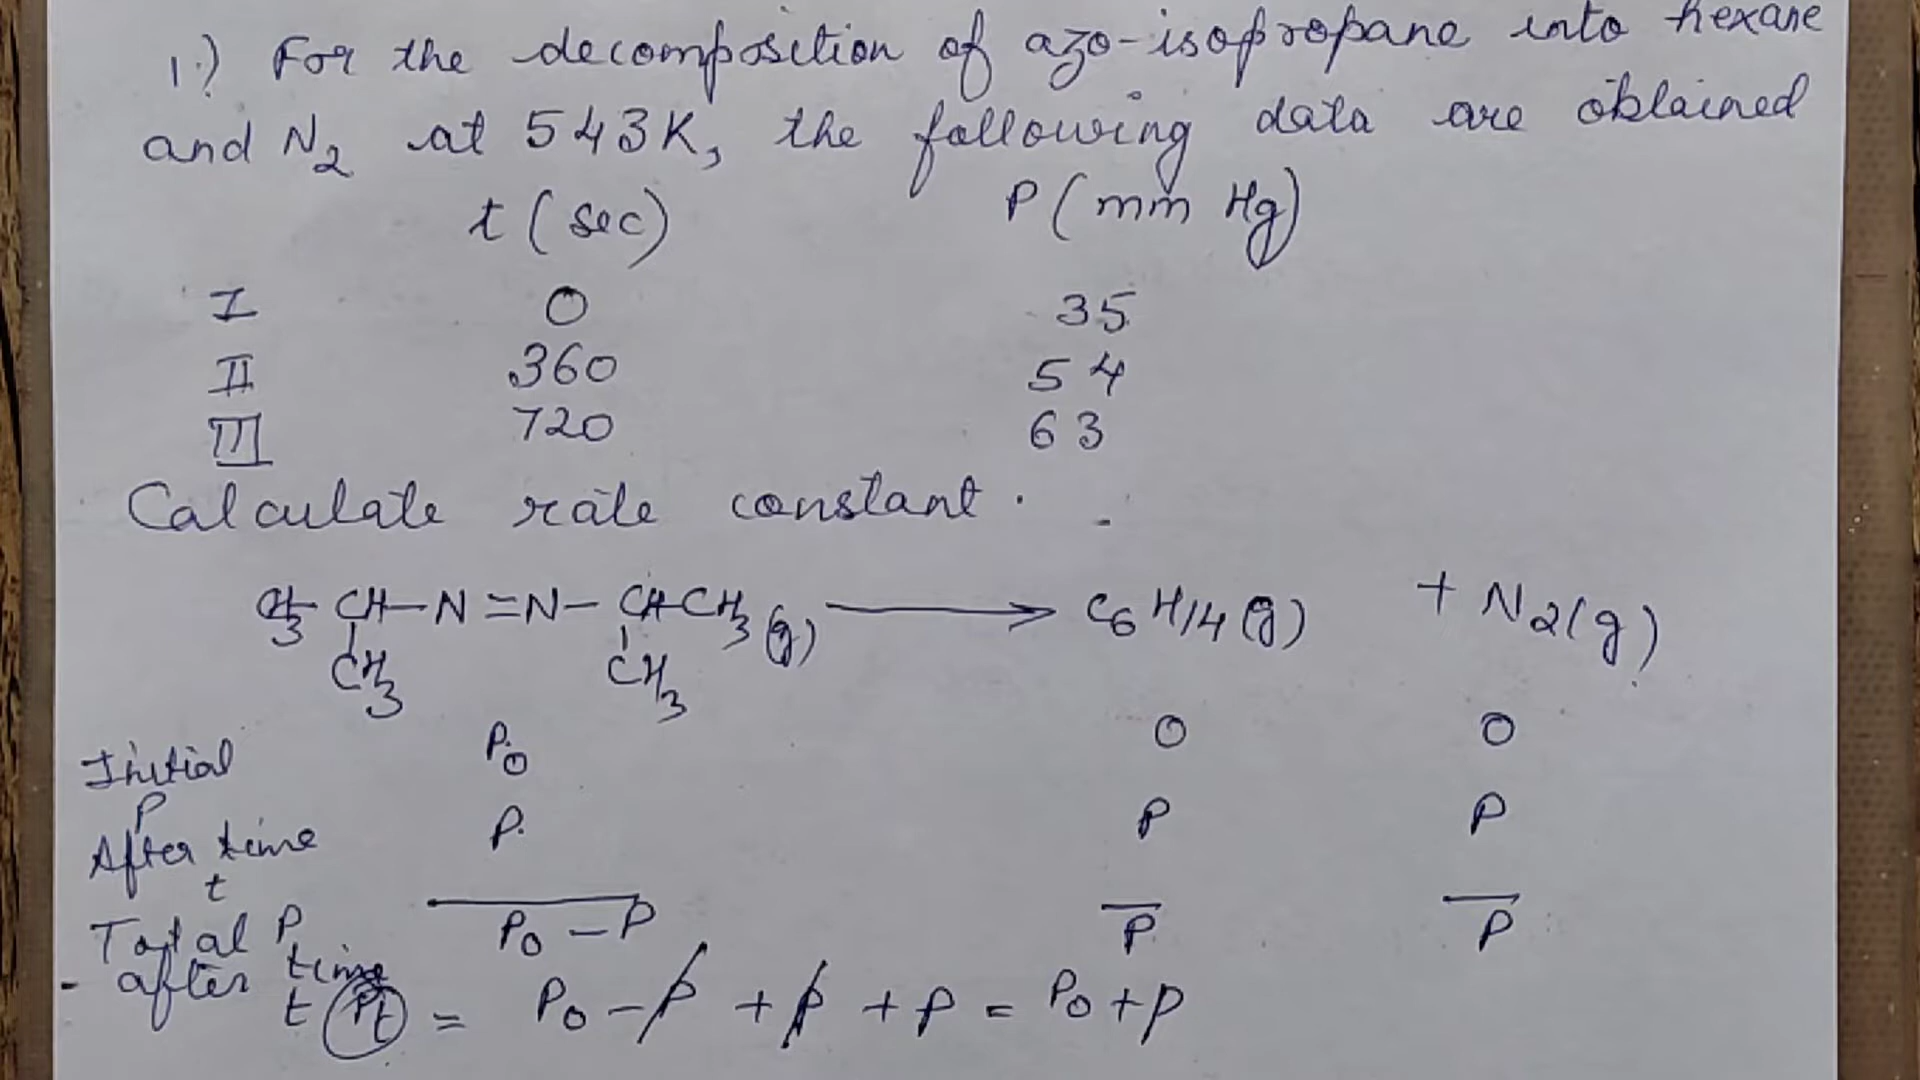 1.) For the decomposition of azo-isopropane into hexane
and N₂ at 543K, the following data are obtained
t (sec) P (mm Hg)
I 0 35
II 360 54
III 720 63
Calculate rate constant.
CH₃-CH-N=N-CH-CH₃(g) ⟶ C₆H₁₄(g) + N₂(g)
CH₃ CH₃
Initial P P₀ 0 0
After time t P P P
Total P after time t (Pt) P₀-P P P
= P₀-p + p + p = P₀+p